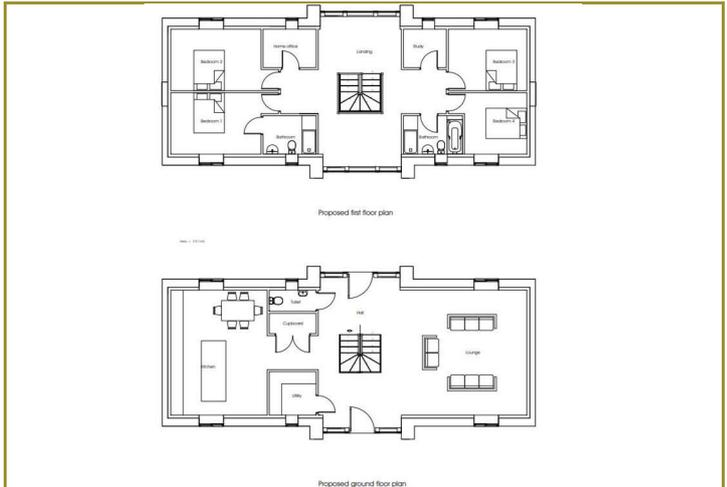 Home office
Landing
Study
Bedroom 2
Bedroom 3
Bedroom 1
Bedroom 4
Bathroom
Bathroom
Proposed first floor plan
Toilet
Hall
Cupboard
Lounge
Kitchen
Utility
Proposed ground floor plan